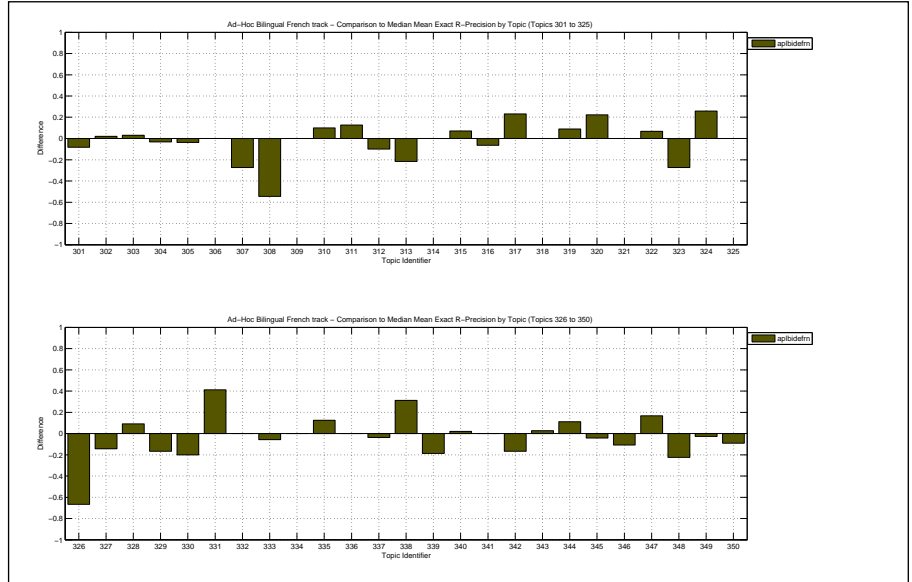 Ad−Hoc Bilingual French track − Comparison to Median Mean Exact R−Precision by Topic (Topics 301 to 325)
1
0.8
0.6
0.4
0.2
0
−0.2
−0.4
−0.6
−0.8
−1
Difference
aplbidefrn
301 302 303 304 305 306 307 308 309 310 311 312 313 314 315 316 317 318 319 320 321 322 323 324 325
Topic Identifier
Ad−Hoc Bilingual French track − Comparison to Median Mean Exact R−Precision by Topic (Topics 326 to 350)
1
0.8
0.6
0.4
0.2
0
−0.2
−0.4
−0.6
−0.8
−1
Difference
aplbidefrn
326 327 328 329 330 331 332 333 334 335 336 337 338 339 340 341 342 343 344 345 346 347 348 349 350
Topic Identifier